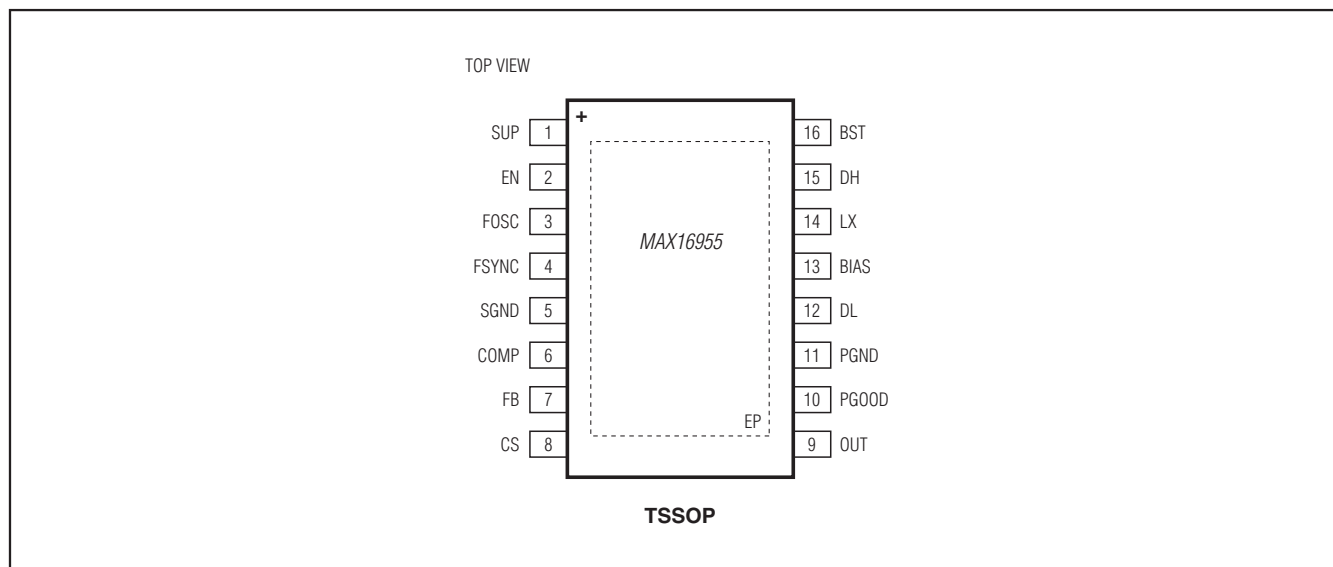 TOP VIEW
+
SUP 1 16 BST
EN 2 15 DH
FOSC 3 14 LX
MAX16955
FSYNC 4 13 BIAS
SGND 5 12 DL
COMP 6 11 PGND
FB 7 10 PGOOD
EP
CS 8 9 OUT
TSSOP